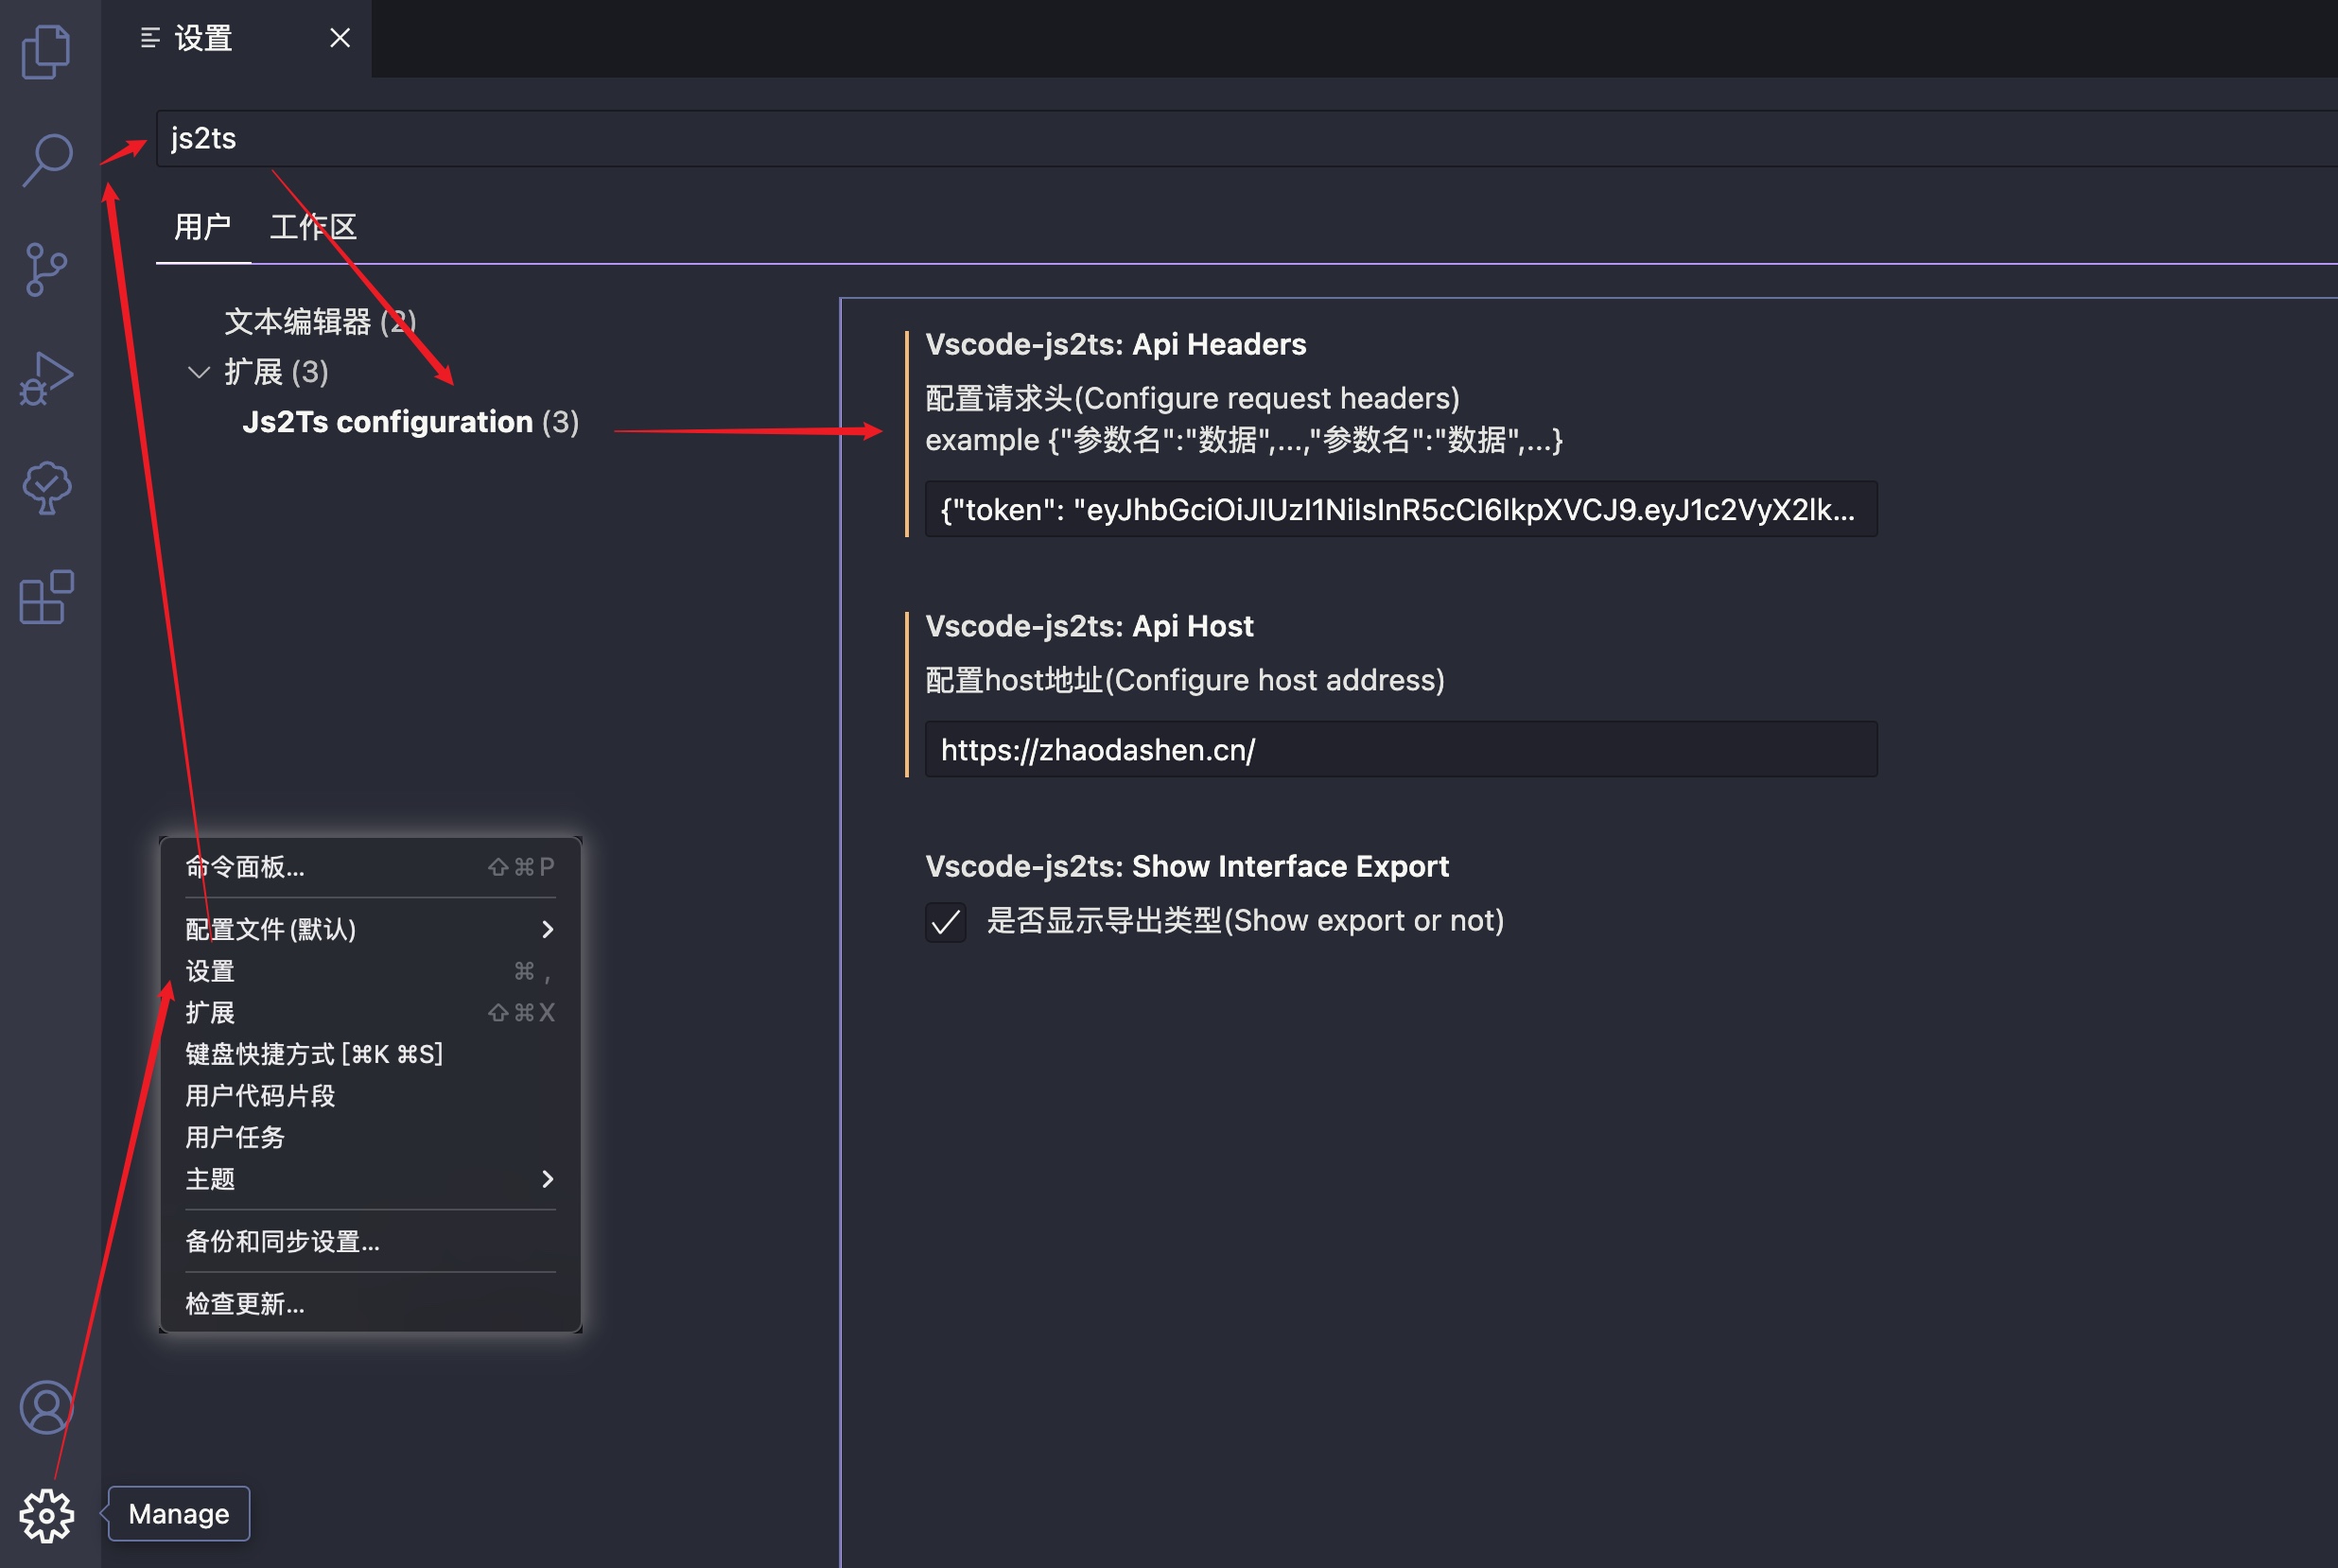 设置
js2ts
用户 工作区
文本编辑器 (2)
扩展 (3)
Js2Ts configuration (3)
Vscode-js2ts: Api Headers
配置请求头(Configure request headers)
example {"参数名":"数据",...,"参数名":"数据",...}
{"token": "eyJhbGciOiJIUzI1NiIsInR5cCI6IkpXVCJ9.eyJ1c2VyX2lk...
Vscode-js2ts: Api Host
配置host地址(Configure host address)
https://zhaodashen.cn/
Vscode-js2ts: Show Interface Export
是否显示导出类型(Show export or not)
命令面板... ⇧⌘P
配置文件 (默认)
设置 ⌘ ,
扩展 ⇧⌘X
键盘快捷方式 [⌘K ⌘S]
用户代码片段
用户任务
主题
备份和同步设置...
检查更新...
Manage